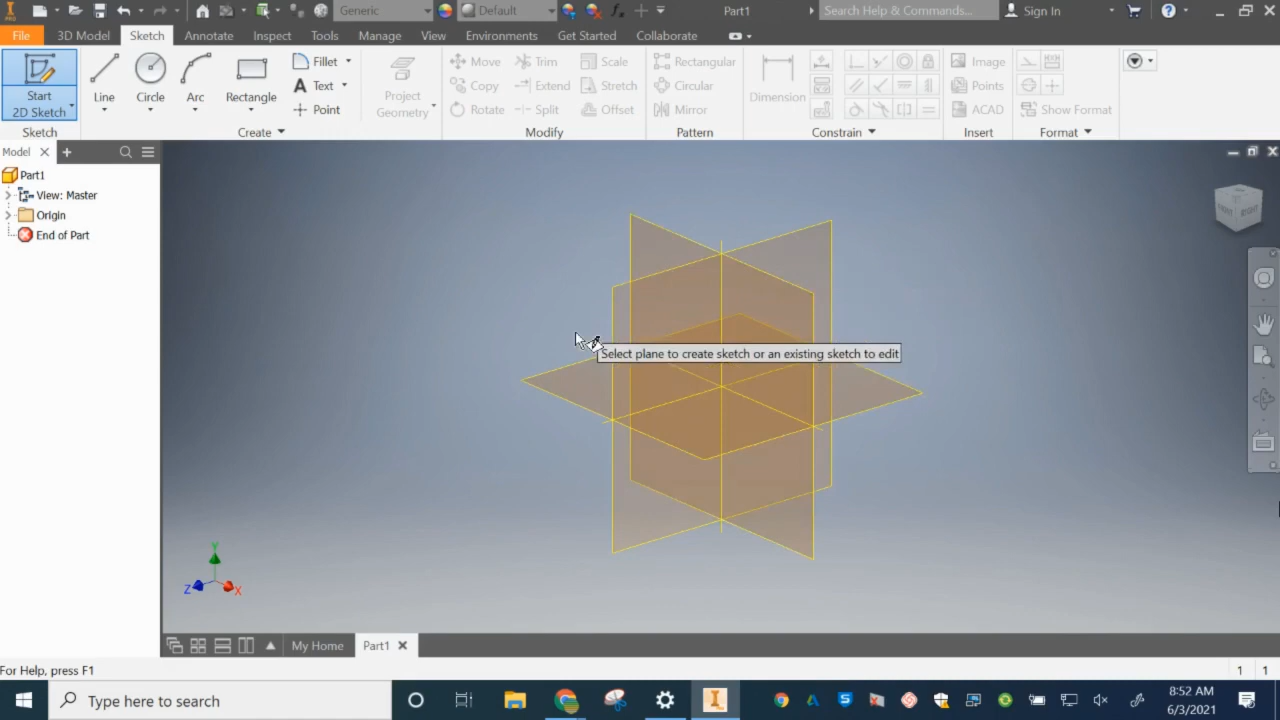 Generic
Default
Part1
Search Help & Commands...
Sign In
PRO
File
3D Model
Sketch
Annotate
Inspect
Tools
Manage
View
Environments
Get Started
Collaborate
Start
2D Sketch
Line
Circle
Arc
Rectangle
Fillet
Text
Point
Project
Geometry
Move
Copy
Rotate
Trim
Extend
Split
Scale
Stretch
Offset
Rectangular
Circular
Mirror
Dimension
Image
Points
ACAD
Show Format
Sketch
Create
Modify
Pattern
Constrain
Insert
Format
Model
Part1
View: Master
Origin
End of Part
FRONT
RIGHT
Select plane to create sketch or an existing sketch to edit
Y
Z
X
My Home
Part1
For Help, press F1
1
1
Type here to search
8:52 AM
6/3/2021